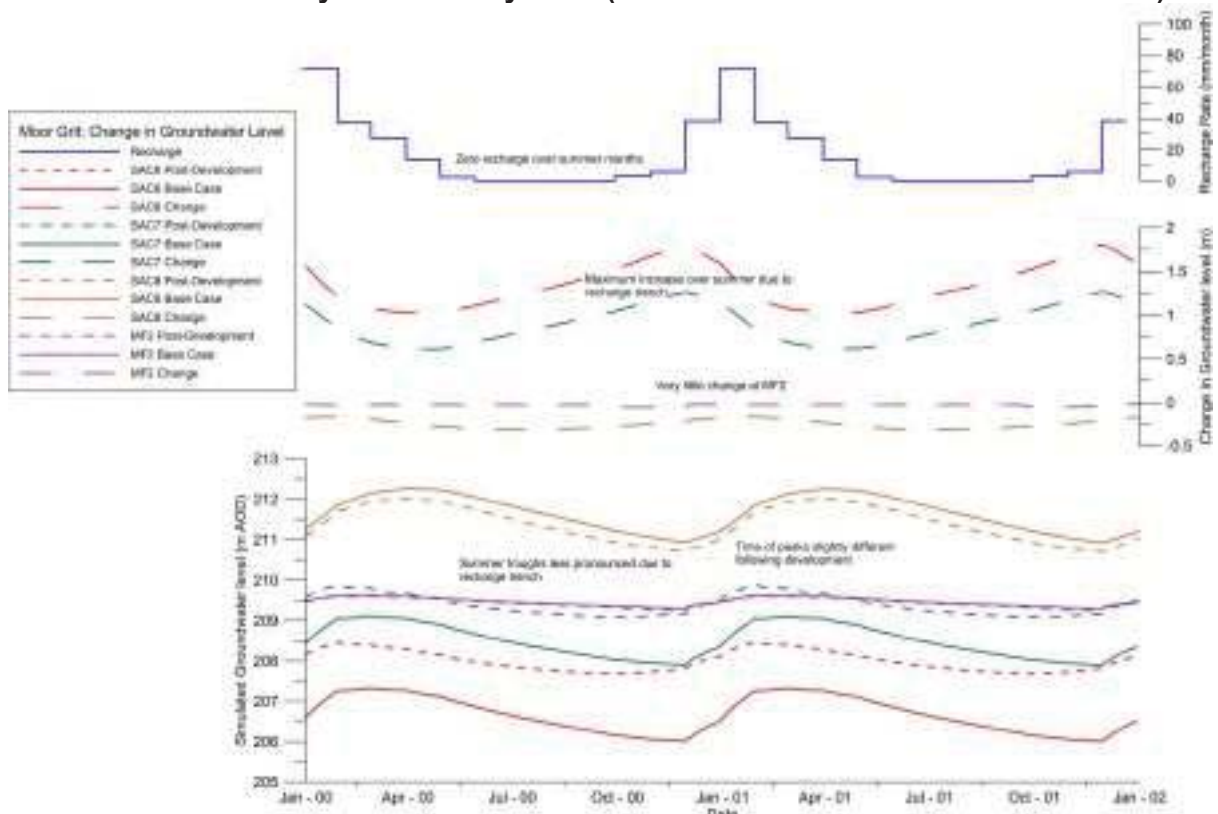 100
80
60
40
20
0
Recharge Rate (mm/month)
Moor Grit: Change in Groundwater Level
Recharge
SAC6 Post-Development
SAC6 Base Case
SAC6 Change
SAC7 Post-Development
SAC7 Base Case
SAC7 Change
SAC8 Post-Development
SAC8 Base Case
SAC8 Change
MF2 Post-Development
MF2 Base Case
MF2 Change
Zero recharge over summer months
2
1.5
1
0.5
0
-0.5
Change in Groundwater level (m)
Maximum increase over summer due to
recharge trench
Very little change at MF2
213
212
211
210
209
208
207
206
205
Simulated Groundwater level (m AOD)
Summer troughs less pronounced due to
recharge trench
Time of peaks slightly different
following development
Jan - 00
Apr - 00
Jul - 00
Oct - 00
Jan - 01
Apr - 01
Jul - 01
Oct - 01
Jan - 02
Date